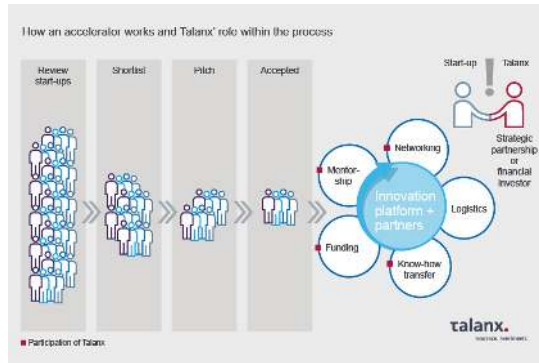 How an accelerator works and Talanx' role within the process
Review
start-ups
Shortlist
Pitch
Accepted
Start-up
Talanx
Strategic
partnership
or
financial
investor
Networking
Mentor-
ship
Innovation
platform +
partners
Logistics
Funding
Know-how
transfer
talanx.
Participation of Talanx